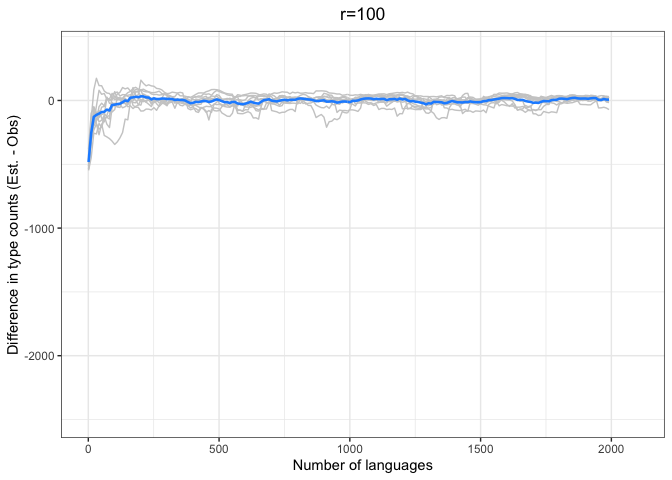 r=100
Difference in type counts (Est. - Obs)
0
-1000
-2000
0
500
1000
1500
2000
Number of languages